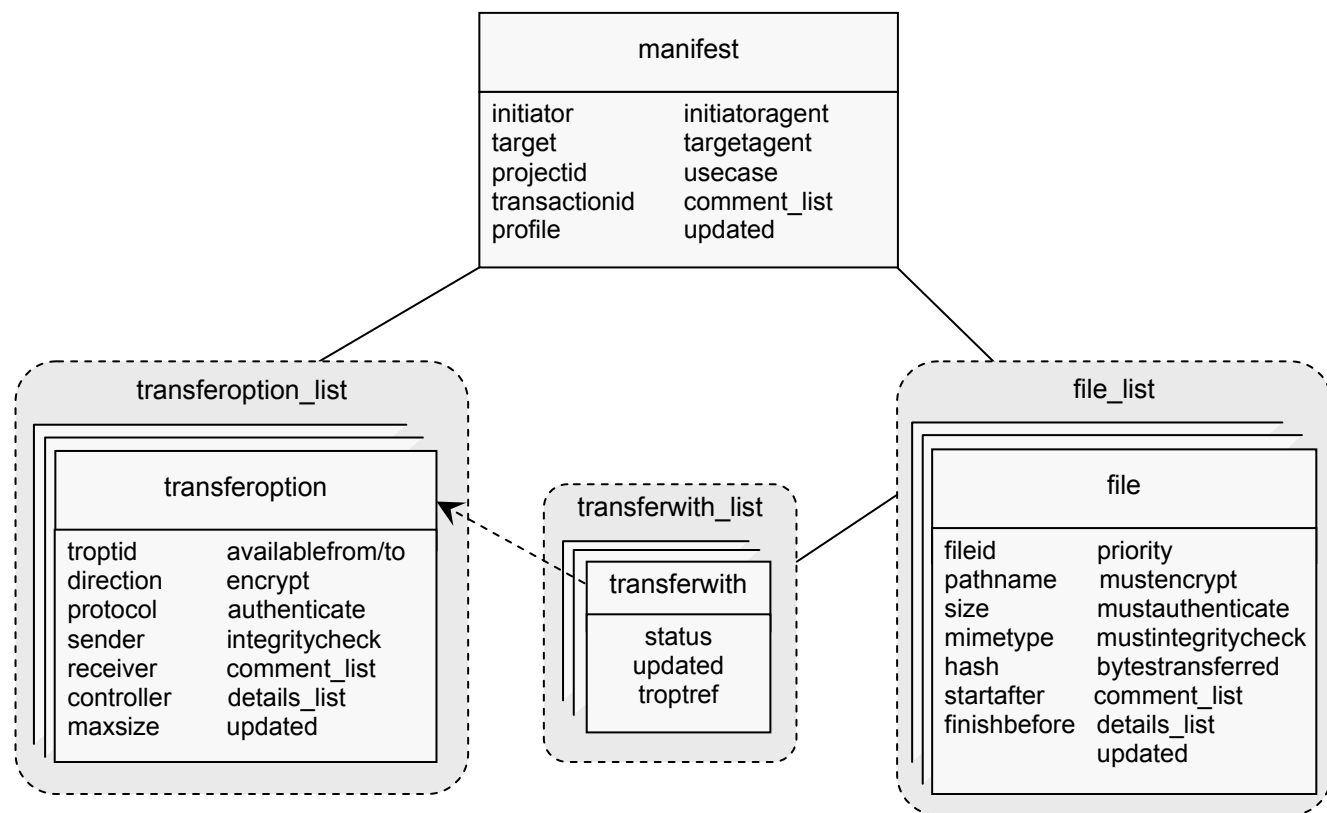 manifest
initiator initiatoragent
target targetagent
projectid usecase
transactionid comment_list
profile updated
transferoption_list
transferoption
troptid availablefrom/to
direction encrypt
protocol authenticate
sender integritycheck
receiver comment_list
controller details_list
maxsize updated
transferwith_list
transferwith
status
updated
troptref
file_list
file
fileid priority
pathname mustencrypt
size mustauthenticate
mimetype mustintegritycheck
hash bytestransferred
startafter comment_list
finishbefore details_list
updated